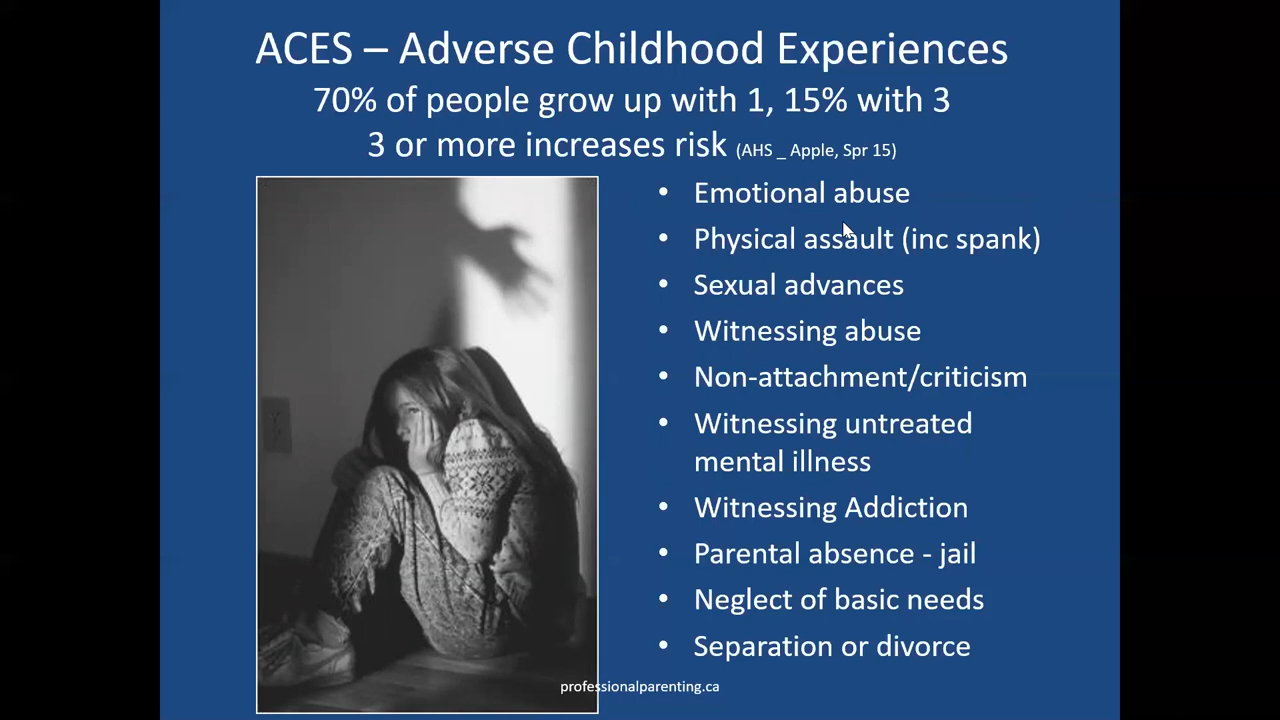 ACES – Adverse Childhood Experiences
70% of people grow up with 1, 15% with 3
3 or more increases risk (AHS _ Apple, Spr 15)
• Emotional abuse
• Physical assault (inc spank)
• Sexual advances
• Witnessing abuse
• Non-attachment/criticism
• Witnessing untreated
mental illness
• Witnessing Addiction
• Parental absence - jail
• Neglect of basic needs
• Separation or divorce
professionalparenting.ca